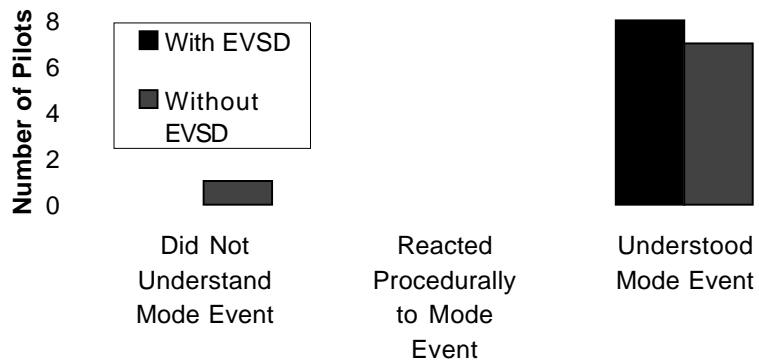 Number of Pilots
8
6
4
2
0
With EVSD
Without
EVSD
Did Not
Understand
Mode Event
Reacted
Procedurally
to Mode
Event
Understood
Mode Event